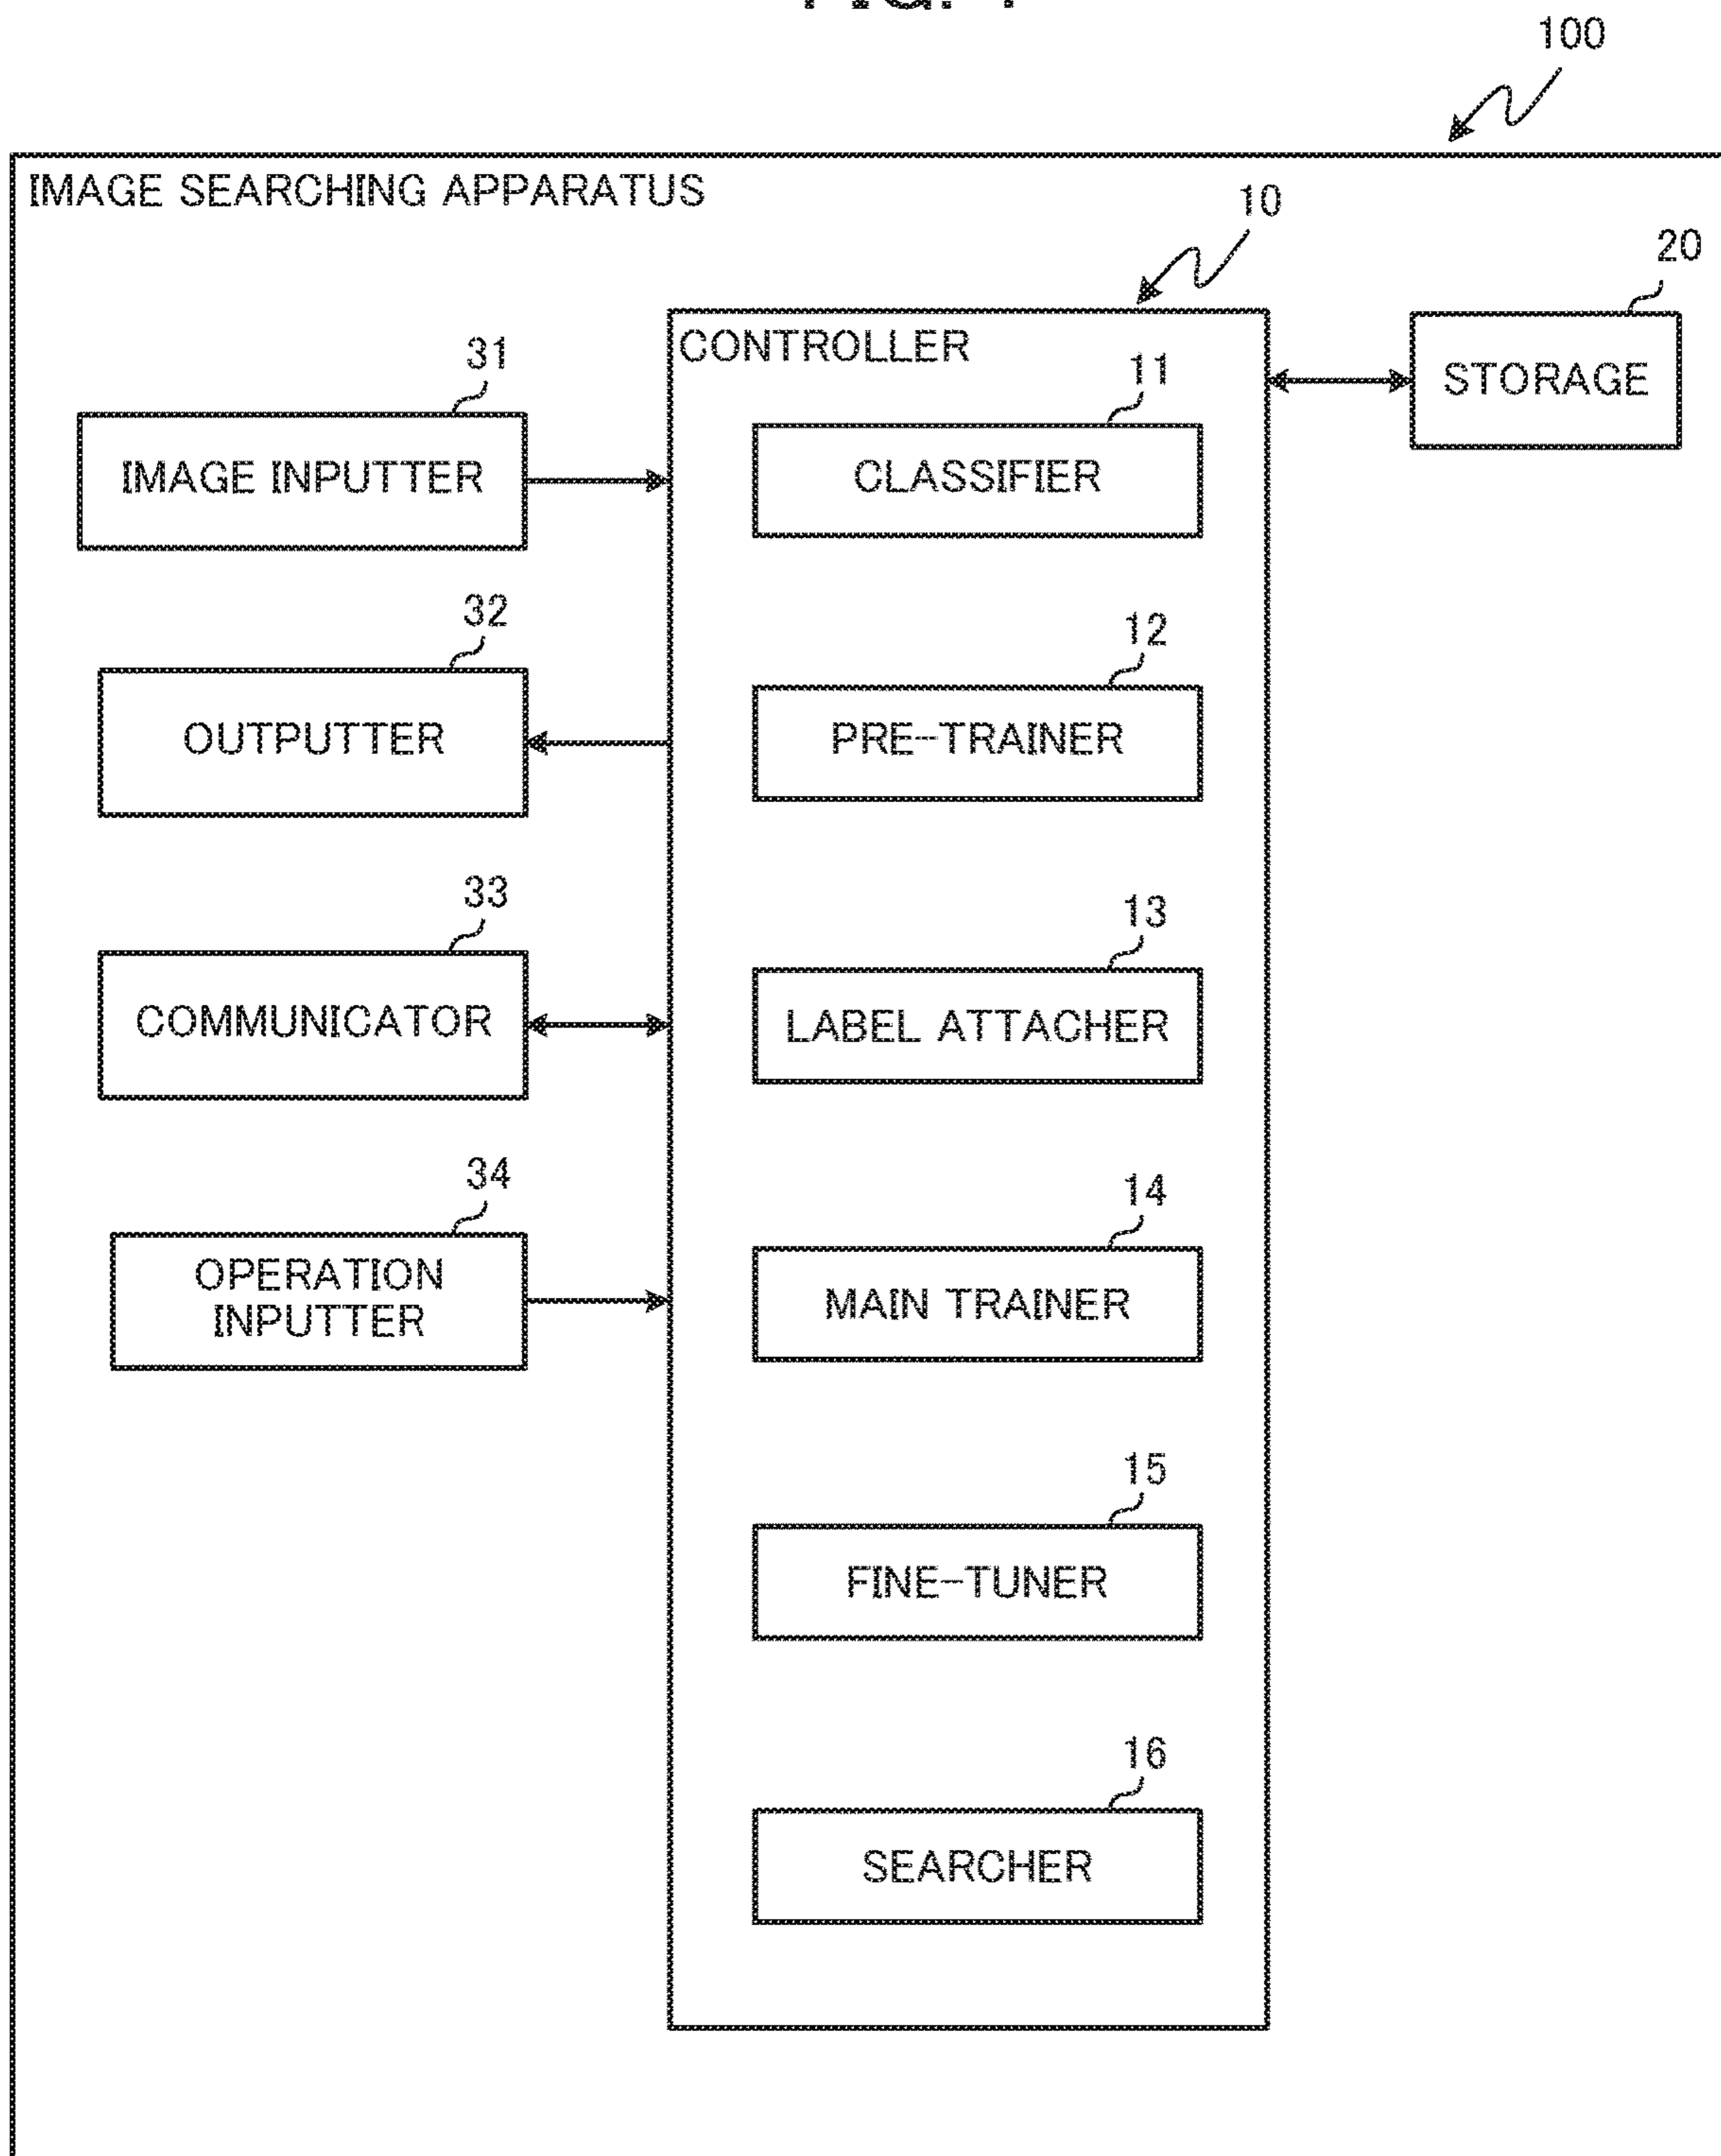 100
IMAGE SEARCHING APPARATUS
10
20
CONTROLLER
STORAGE
31
IMAGE INPUTTER
11
CLASSIFIER
32
OUTPUTTER
12
PRE-TRAINER
33
COMMUNICATOR
13
LABEL ATTACHER
34
OPERATION
INPUTTER
14
MAIN TRAINER
15
FINE-TUNER
16
SEARCHER